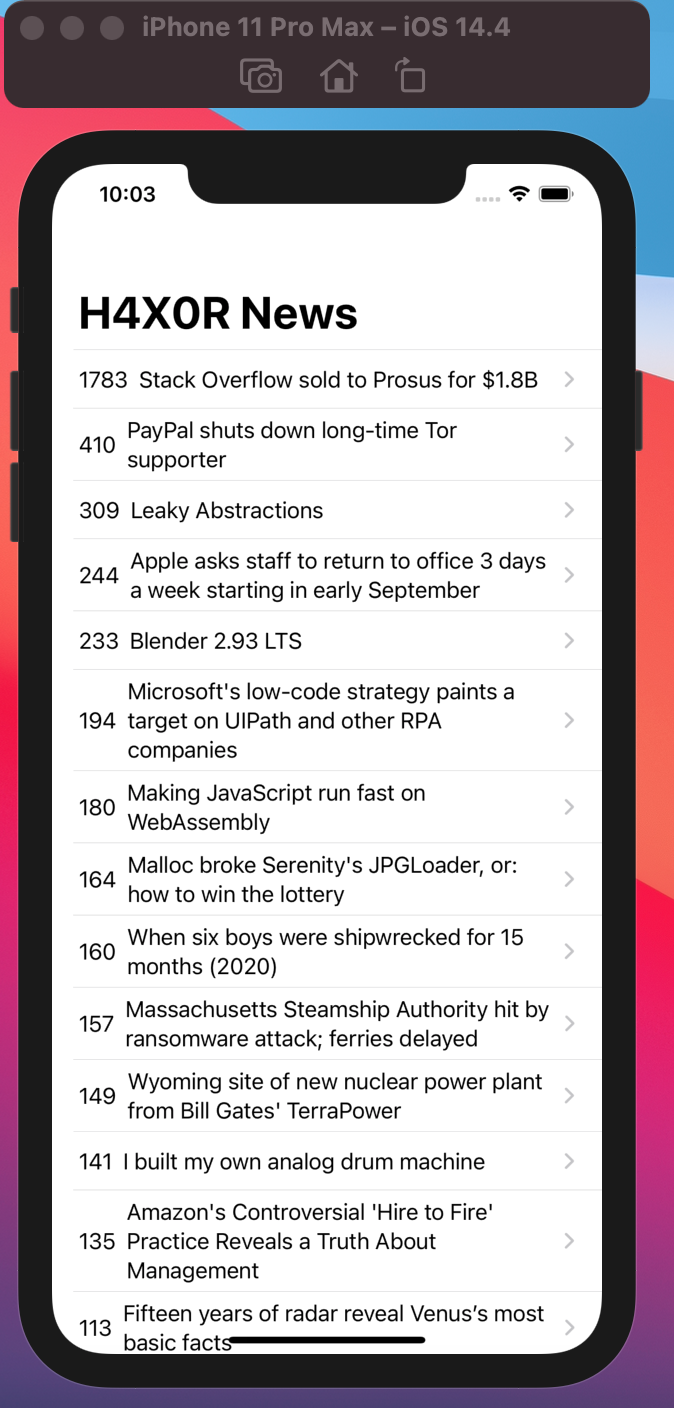 iPhone 11 Pro Max – iOS 14.4
10:03
H4X0R News
1783 Stack Overflow sold to Prosus for $1.8B
410 PayPal shuts down long-time Tor
supporter
309 Leaky Abstractions
244 Apple asks staff to return to office 3 days
a week starting in early September
233 Blender 2.93 LTS
Microsoft's low-code strategy paints a
194 target on UIPath and other RPA
companies
180 Making JavaScript run fast on
WebAssembly
164 Malloc broke Serenity's JPGLoader, or:
how to win the lottery
160 When six boys were shipwrecked for 15
months (2020)
157 Massachusetts Steamship Authority hit by
ransomware attack; ferries delayed
149 Wyoming site of new nuclear power plant
from Bill Gates' TerraPower
141 I built my own analog drum machine
Amazon's Controversial 'Hire to Fire'
135 Practice Reveals a Truth About
Management
113 Fifteen years of radar reveal Venus’s most
basic facts